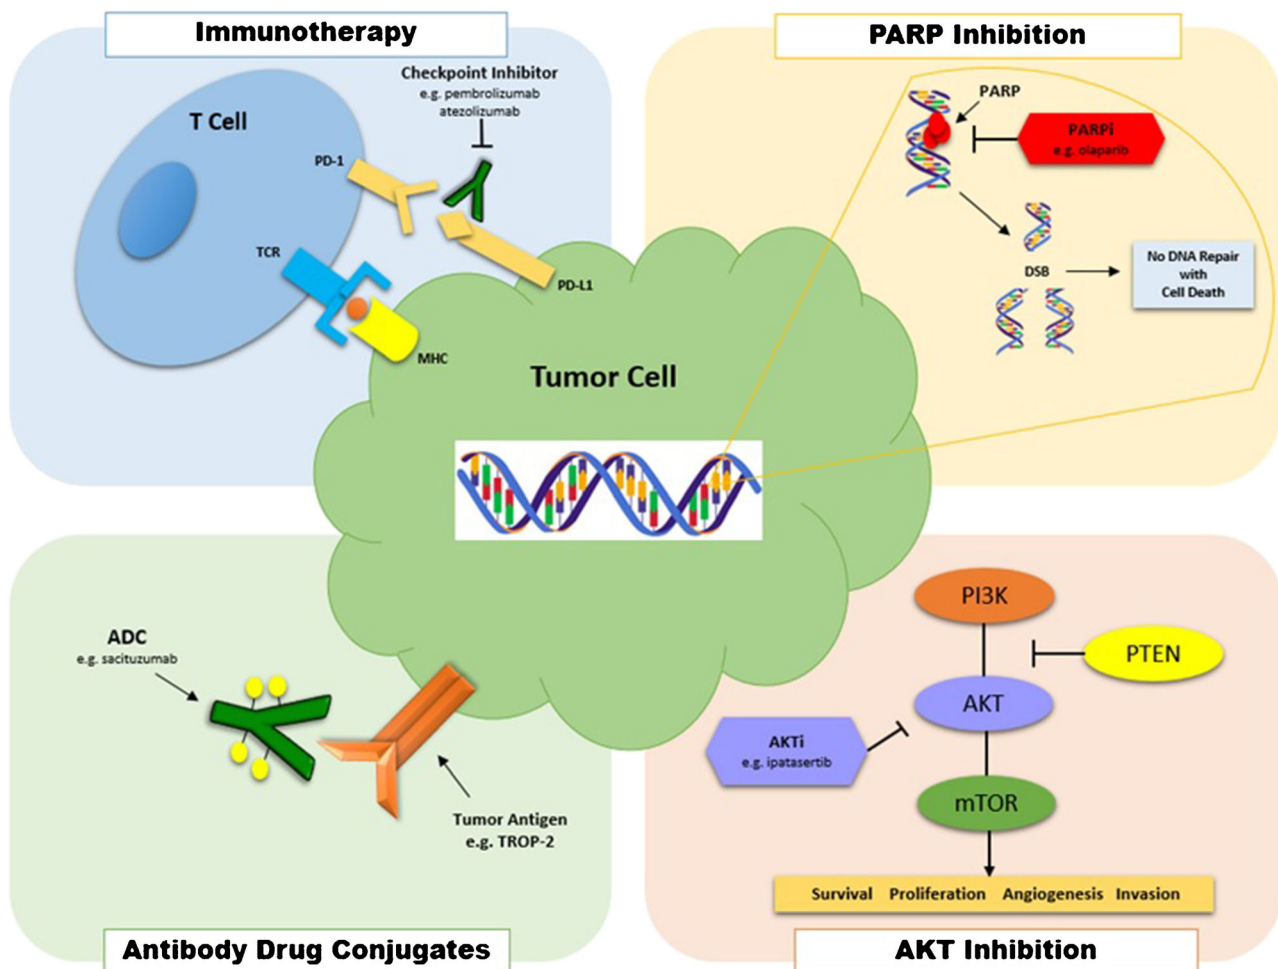 Immunotherapy
Checkpoint Inhibitor
e.g. pembrolizumab
atezolizumab
T Cell
PD-1
TCR
PD-L1
MHC
PARP Inhibition
PARP
PARPi
e.g. olaparib
DSB
No DNA Repair
with
Cell Death
Tumor Cell
ADC
e.g. sacituzumab
Tumor Antigen
e.g. TROP-2
Antibody Drug Conjugates
PI3K
PTEN
AKT
AKTi
e.g. ipatasertib
mTOR
Survival Proliferation Angiogenesis Invasion
AKT Inhibition